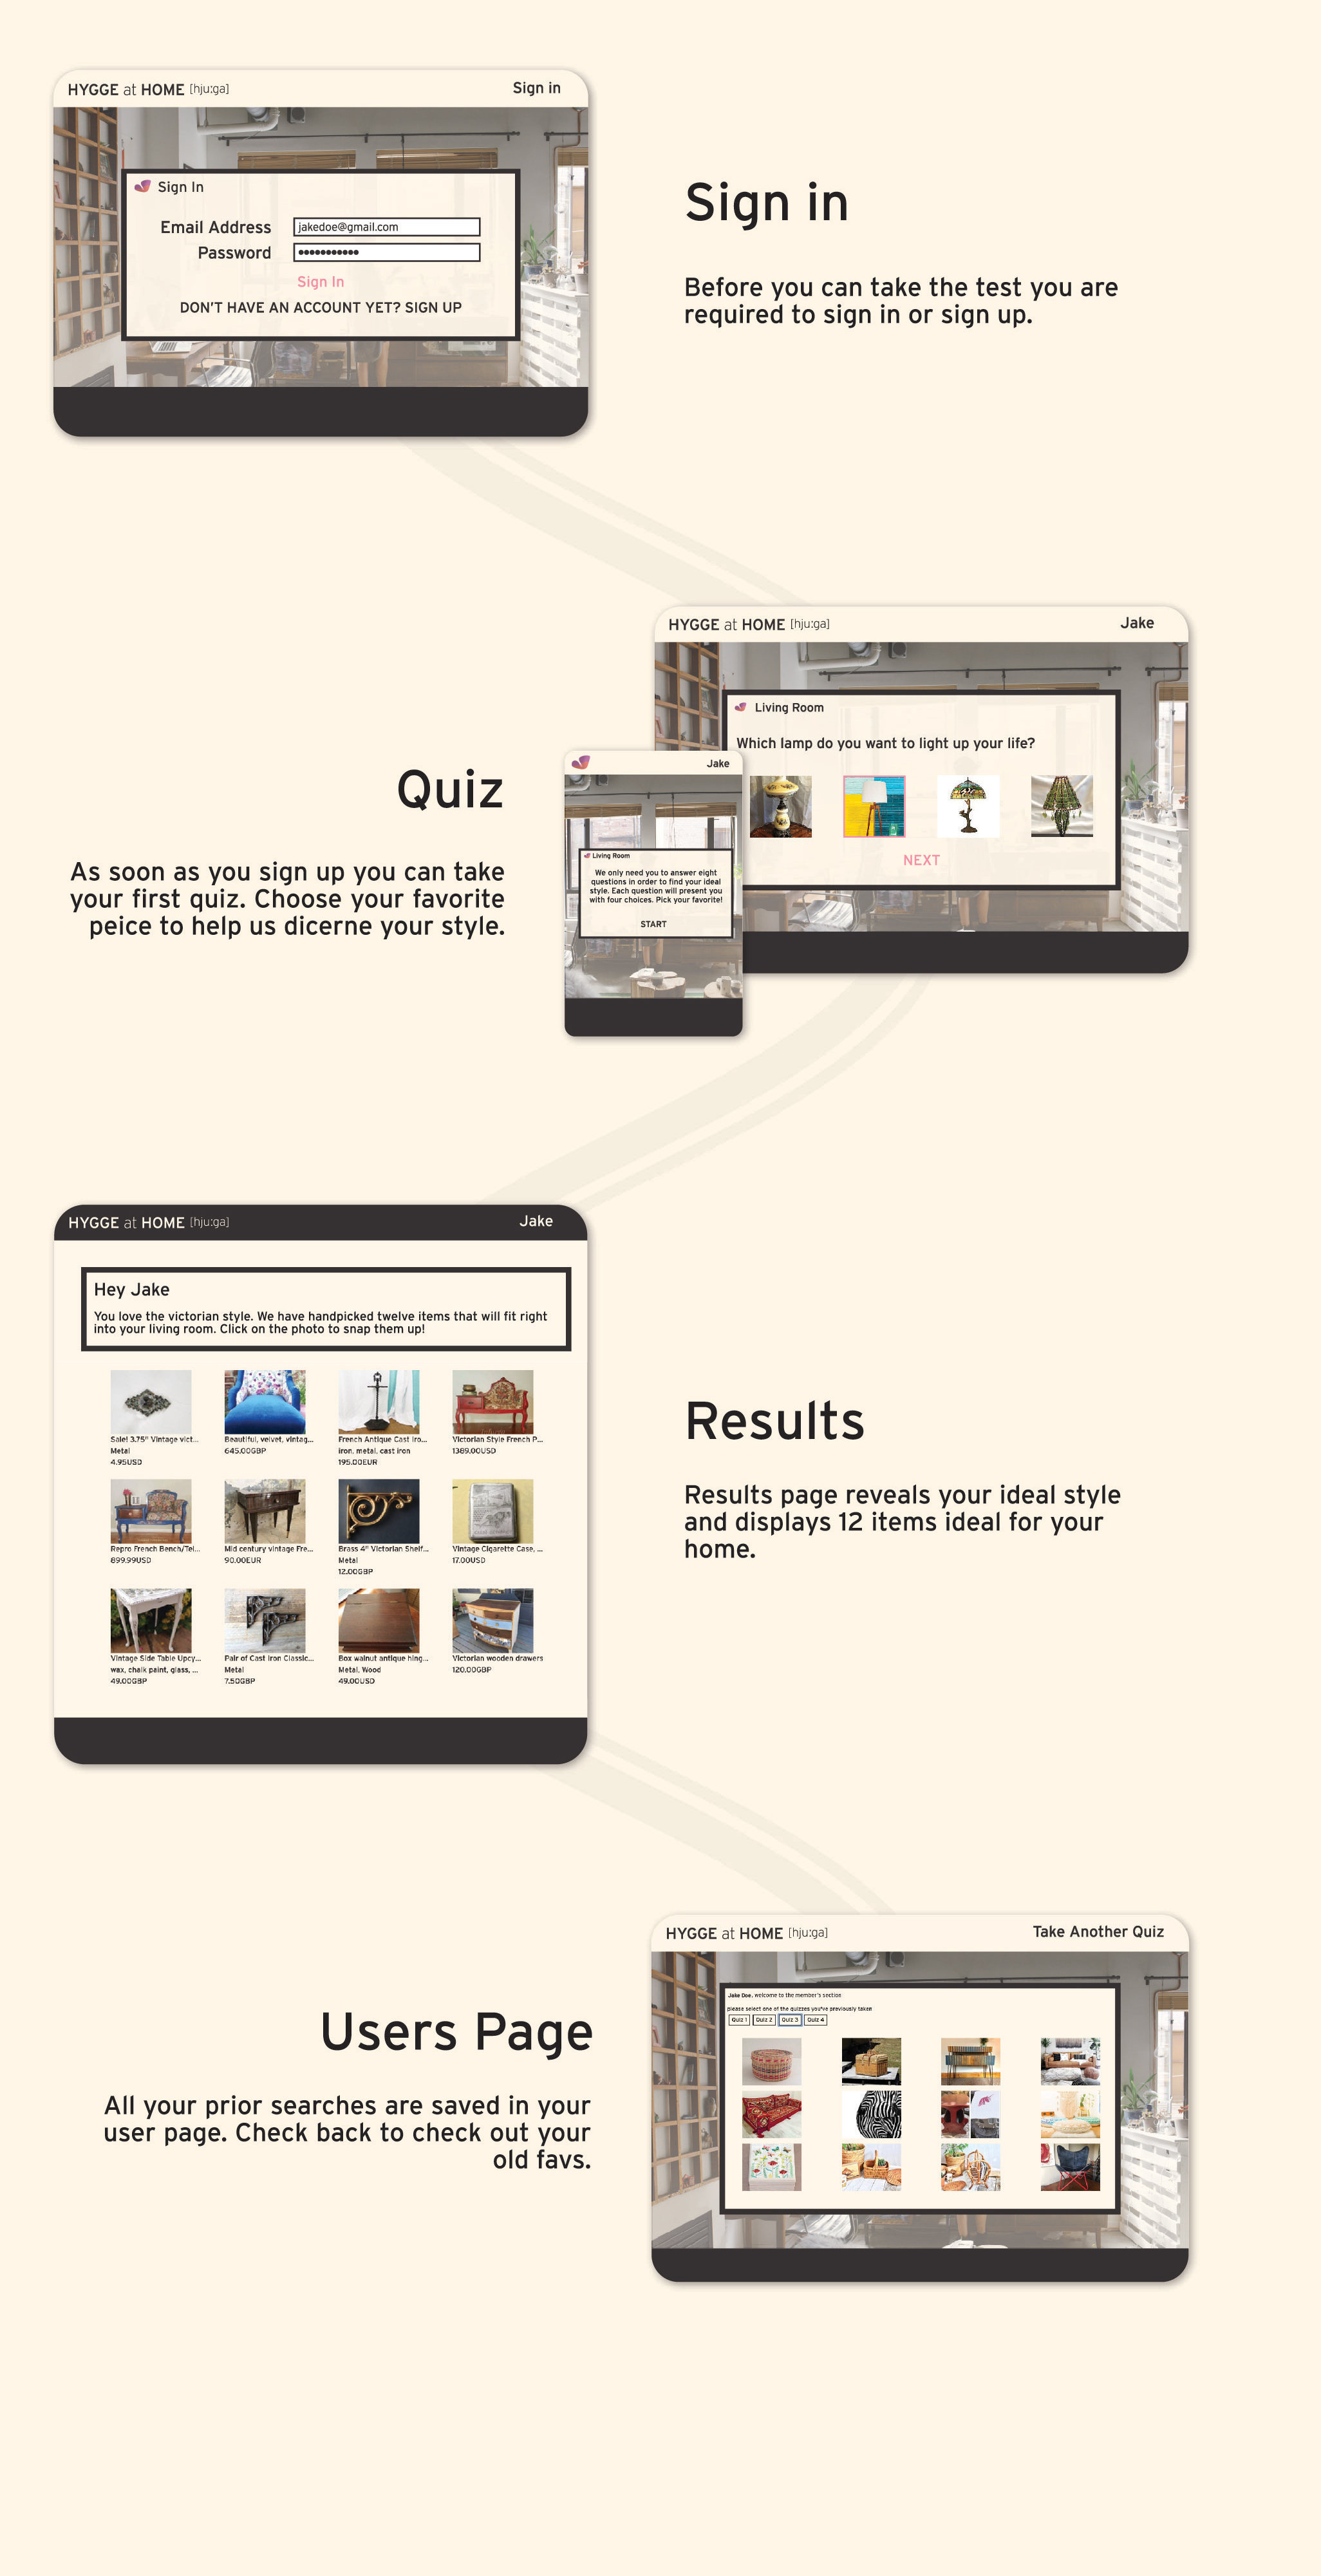 HYGGE at HOME [hju:ga]
Sign in
Sign In
Email Address
jakedoe@gmail.com
Password
Sign In
DON'T HAVE AN ACCOUNT YET? SIGN UP
Sign in
Before you can take the test you are
required to sign in or sign up.
HYGGE at HOME [hju:ga]
Jake
Living Room
Which lamp do you want to light up your life?
NEXT
Jake
Living Room
We only need you to answer eight
questions in order to find your ideal
style. Each question will present you
with four choices. Pick your favorite!
START
Quiz
As soon as you sign up you can take
your first quiz. Choose your favorite
peice to help us dicerne your style.
HYGGE at HOME [hju:ga]
Jake
Hey Jake
You love the victorian style. We have handpicked twelve items that will fit right
into your living room. Click on the photo to snap them up!
Sale! 3.75" Vintage vict...
Metal
4.95USD
Beautiful, velvet, vintag...
645.00GBP
French Antique Cast Iro...
iron, metal, cast iron
195.00EUR
Victorian Style French P...
1389.00USD
Repro French Bench/Tel...
899.99USD
Mid century vintage Fre...
90.00EUR
Brass 4" Victorian Shelf...
Metal
12.00GBP
Vintage Cigarette Case, ...
17.00USD
Vintage Side Table Upcy...
wax, chalk paint, glass, ...
49.00GBP
Pair of Cast Iron Classic...
Metal
7.50GBP
Box walnut antique hing...
Metal, Wood
49.00USD
Victorian wooden drawers
120.00GBP
Results
Results page reveals your ideal style
and displays 12 items ideal for your
home.
HYGGE at HOME [hju:ga]
Take Another Quiz
Jake Doe, welcome to the member's section
please select one of the quizzes you've previously taken
Quiz 1
Quiz 2
Quiz 3
Quiz 4
Users Page
All your prior searches are saved in your
user page. Check back to check out your
old favs.